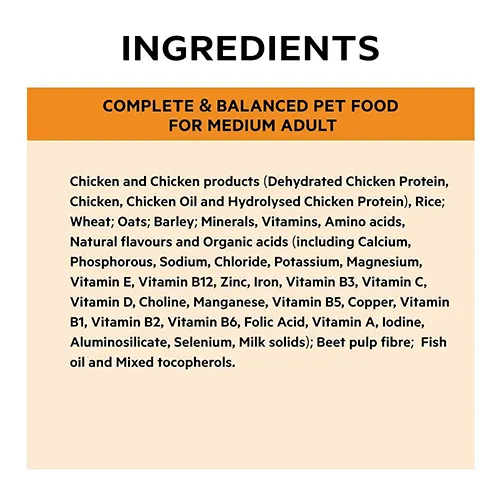 INGREDIENTS
COMPLETE & BALANCED PET FOOD
FOR MEDIUM ADULT
Chicken and Chicken products (Dehydrated Chicken Protein,
Chicken, Chicken Oil and Hydrolysed Chicken Protein), Rice;
Wheat; Oats; Barley; Minerals, Vitamins, Amino acids,
Natural flavours and Organic acids (including Calcium,
Phosphorous, Sodium, Chloride, Potassium, Magnesium,
Vitamin E, Vitamin B12, Zinc, Iron, Vitamin B3, Vitamin C,
Vitamin D, Choline, Manganese, Vitamin B5, Copper, Vitamin
B1, Vitamin B2, Vitamin B6, Folic Acid, Vitamin A, Iodine,
Aluminosilicate, Selenium, Milk solids); Beet pulp fibre; Fish
oil and Mixed tocopherols.